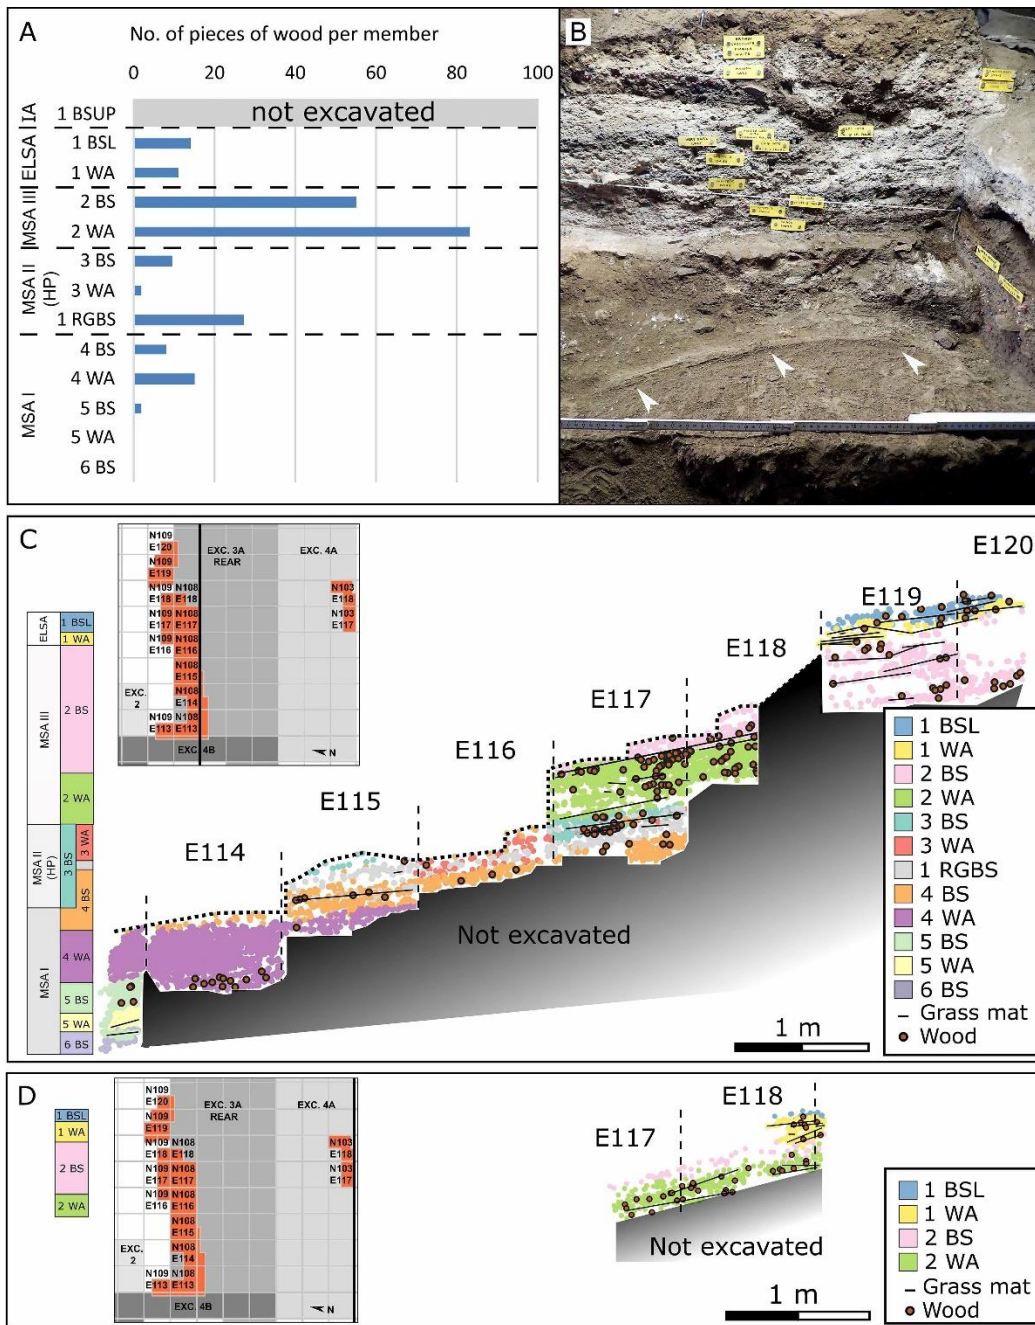 A
No. of pieces of wood per member
0 20 40 60 80 100
IA
1 BSUP
not excavated
ELSA
1 BSL
1 WA
MSA III
2 BS
2 WA
MSA II
(HP)
3 BS
3 WA
1 RGBS
MSA I
4 BS
4 WA
5 BS
5 WA
6 BS
B
C
N109
E120
N109
E119
N109 N108
E118 E118
N109 N108
E117 E117
N109 N108
E116 E116
N108
E115
N108
E114
N109 N108
E113 E113
EXC. 3A
REAR
EXC. 4A
N103
E118
N103
E117
EXC.
2
EXC. 4B
N
ELSA
MSA III
MSA II
(HP)
MSA I
1 BSL
1 WA
2 BS
2 WA
3 BS
3 WA
4 BS
4 WA
5 BS
5 WA
6 BS
E114
E115
E116
E117
E118
E119
E120
Not excavated
1 m
1 BSL
1 WA
2 BS
2 WA
3 BS
3 WA
1 RGBS
4 BS
4 WA
5 BS
5 WA
6 BS
Grass mat
Wood
D
1 BSL
1 WA
2 BS
2 WA
N109
E120
N109
E119
N109 N108
E118 E118
N109 N108
E117 E117
N109 N108
E116 E116
N108
E115
N108
E114
N109 N108
E113 E113
EXC. 3A
REAR
EXC. 4A
N103
E118
N103
E117
EXC.
2
EXC. 4B
N
E117
E118
Not excavated
1 m
1 BSL
1 WA
2 BS
2 WA
Grass mat
Wood